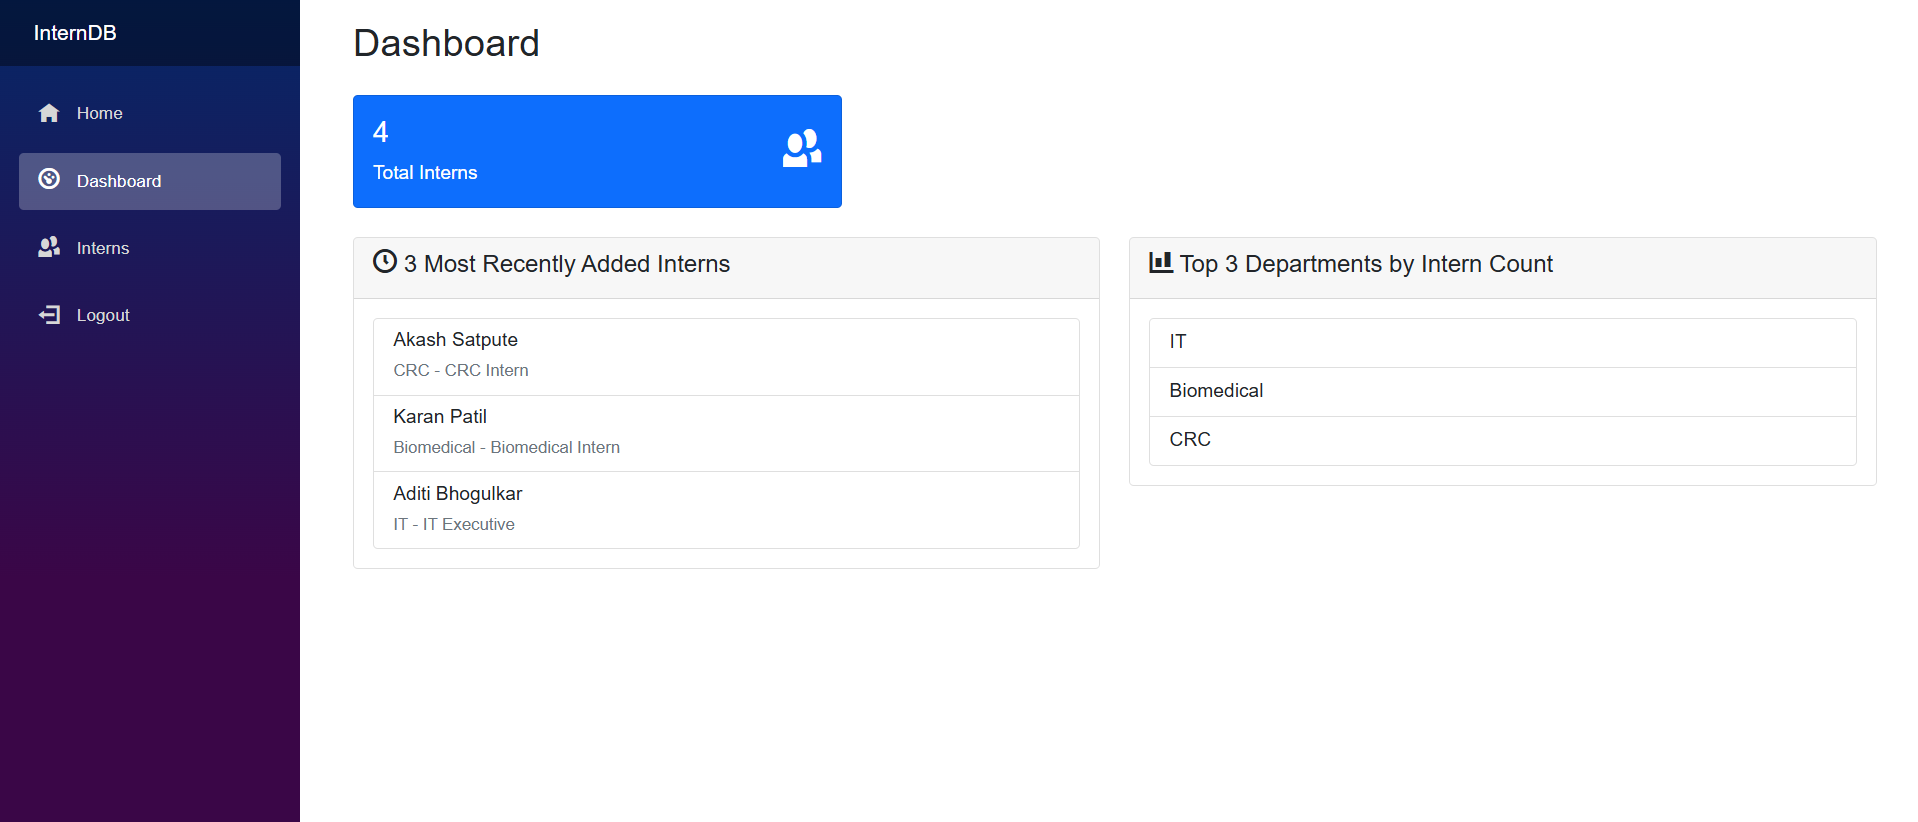 InternDB
Home
Dashboard
Interns
Logout
Dashboard
4
Total Interns
3 Most Recently Added Interns
Akash Satpute
CRC - CRC Intern
Karan Patil
Biomedical - Biomedical Intern
Aditi Bhogulkar
IT - IT Executive
Top 3 Departments by Intern Count
IT
Biomedical
CRC